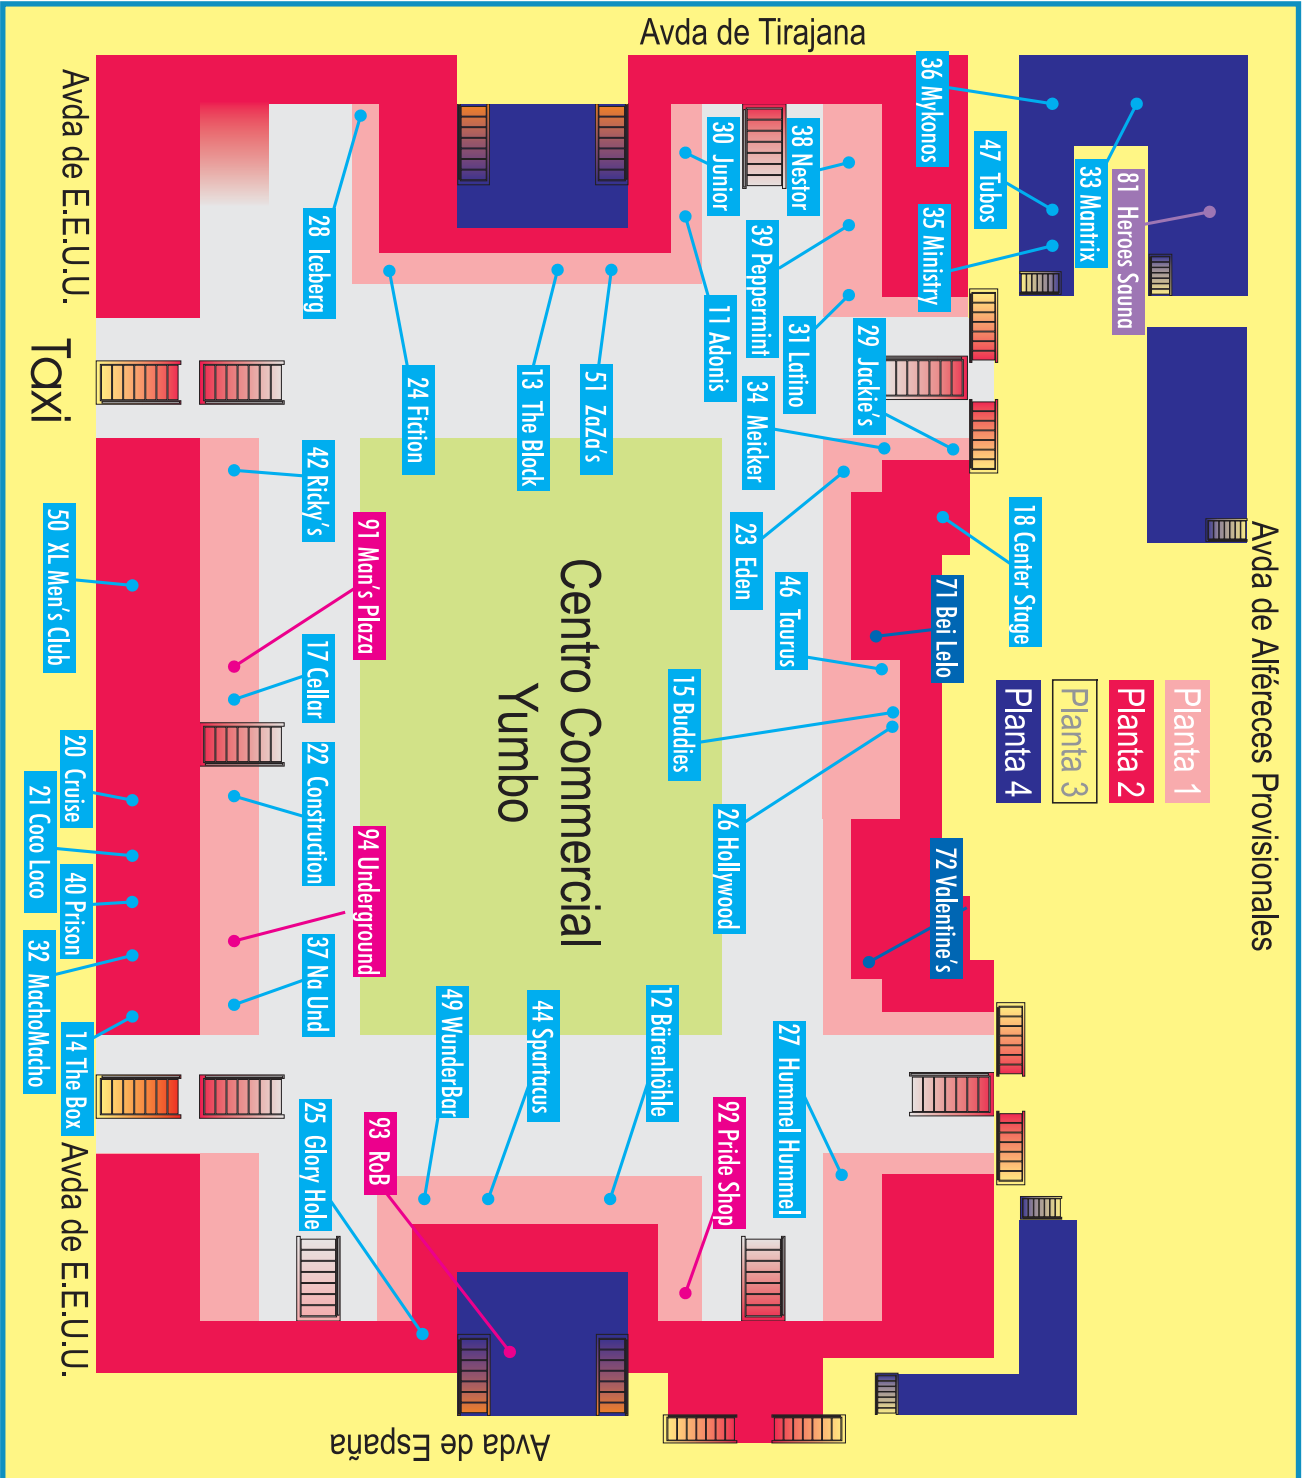 Avda de Tirajana
Avda de E.E.U.U.
Taxi
Avda de E.E.U.U.
Avda de España
Avda de Alféreces Provisionales
Planta 1
Planta 2
Planta 3
Planta 4
Centro Commercial
Yumbo
36 Mykonos
47 Tubos
33 Mantrix
81 Heroes Sauna
35 Ministry
38 Nestor
30 Junior
39 Peppermint
31 Latino
11 Adonis
29 Jackie's
34 Meicker
28 Iceberg
24 Fiction
13 The Block
51 ZaZa's
23 Eden
18 Center Stage
46 Taurus
71 Bei Lelo
15 Buddies
26 Hollywood
72 Valentine's
42 Ricky's
50 XL Men's Club
91 Man's Plaza
17 Cellar
22 Construction
20 Cruise
21 Coco Loco
40 Prison
94 Underground
37 Na Und
32 MachoMacho
14 The Box
49 WunderBar
44 Spartacus
12 Bärenhöhle
27 Hummel Hummel
25 Glory Hole
93 RoB
92 Pride Shop